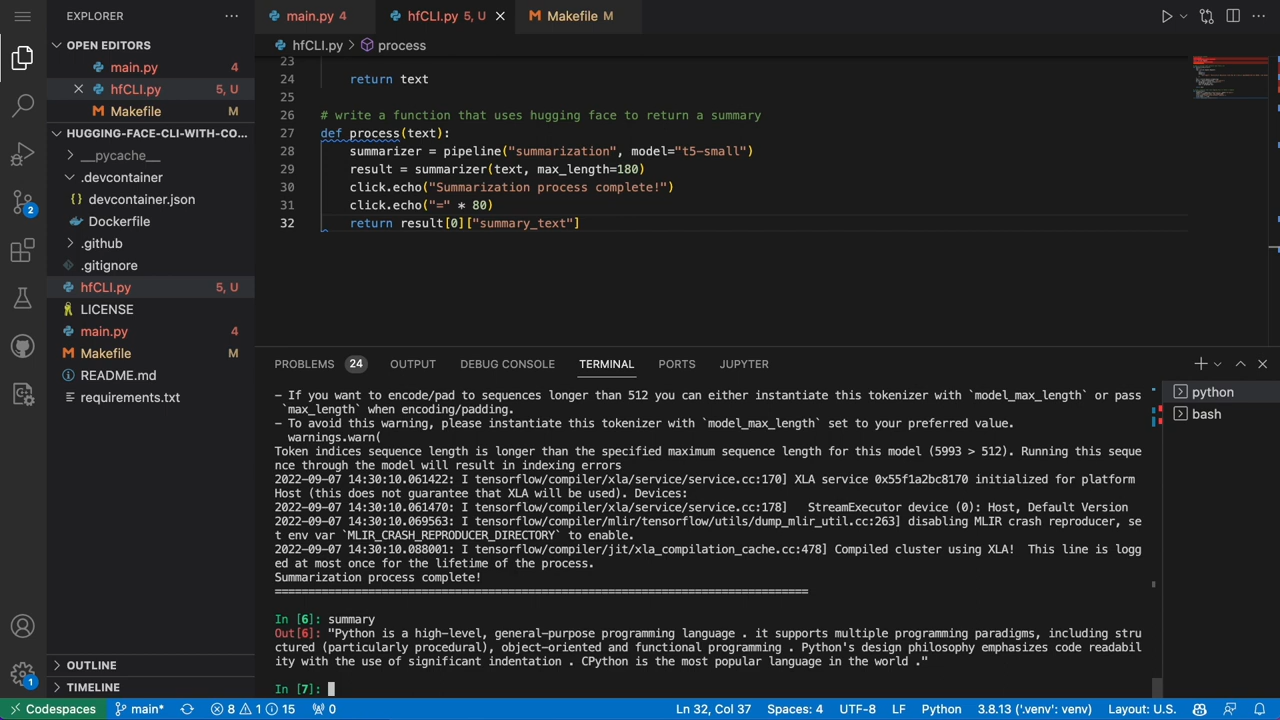 EXPLORER
OPEN EDITORS
main.py 4
hfCLI.py 5, U
Makefile M
HUGGING-FACE-CLI-WITH-CO...
__pycache__
.devcontainer
devcontainer.json
Dockerfile
.github
.gitignore
hfCLI.py 5, U
LICENSE
main.py 4
Makefile M
README.md
requirements.txt
OUTLINE
TIMELINE
2
1
main.py 4 hfCLI.py 5, U Makefile M
hfCLI.py > process
23
24 return text
25
26 # write a function that uses hugging face to return a summary
27 def process(text):
28 summarizer = pipeline("summarization", model="t5-small")
29 result = summarizer(text, max_length=180)
30 click.echo("Summarization process complete!")
31 click.echo("=" * 80)
32 return result[0]["summary_text"]
PROBLEMS 24 OUTPUT DEBUG CONSOLE TERMINAL PORTS JUPYTER
python
bash
- If you want to encode/pad to sequences longer than 512 you can either instantiate this tokenizer with `model_max_length` or pass
`max_length` when encoding/padding.
- To avoid this warning, please instantiate this tokenizer with `model_max_length` set to your preferred value.
warnings.warn(
Token indices sequence length is longer than the specified maximum sequence length for this model (5993 > 512). Running this seque
nce through the model will result in indexing errors
2022-09-07 14:30:10.061422: I tensorflow/compiler/xla/service/service.cc:170] XLA service 0x55f1a2bc8170 initialized for platform
Host (this does not guarantee that XLA will be used). Devices:
2022-09-07 14:30:10.061470: I tensorflow/compiler/xla/service/service.cc:178] StreamExecutor device (0): Host, Default Version
2022-09-07 14:30:10.069563: I tensorflow/compiler/mlir/tensorflow/utils/dump_mlir_util.cc:263] disabling MLIR crash reproducer, se
t env var `MLIR_CRASH_REPRODUCER_DIRECTORY` to enable.
2022-09-07 14:30:10.088001: I tensorflow/compiler/jit/xla_compilation_cache.cc:478] Compiled cluster using XLA! This line is logg
ed at most once for the lifetime of the process.
Summarization process complete!
================================================================================
In [6]: summary
Out[6]: "Python is a high-level, general-purpose programming language . it supports multiple programming paradigms, including stru
ctured (particularly procedural), object-oriented and functional programming . Python's design philosophy emphasizes code readabil
ity with the use of significant indentation . CPython is the most popular language in the world ."
In [7]:
Codespaces main* 8 1 15 0 Ln 32, Col 37 Spaces: 4 UTF-8 LF Python 3.8.13 ('.venv': venv) Layout: U.S.